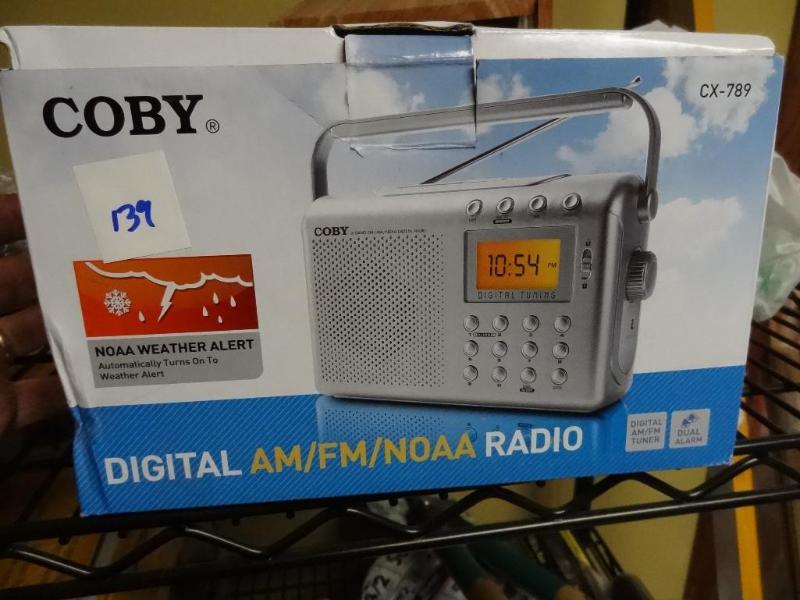 COBY®
CX-789
139
COBY
10:54 PM
DIGITAL TUNING
NOAA WEATHER ALERT
Automatically Turns On To
Weather Alert
DIGITAL AM/FM/NOAA RADIO
DIGITAL
AM/FM
TUNER
DUAL
ALARM